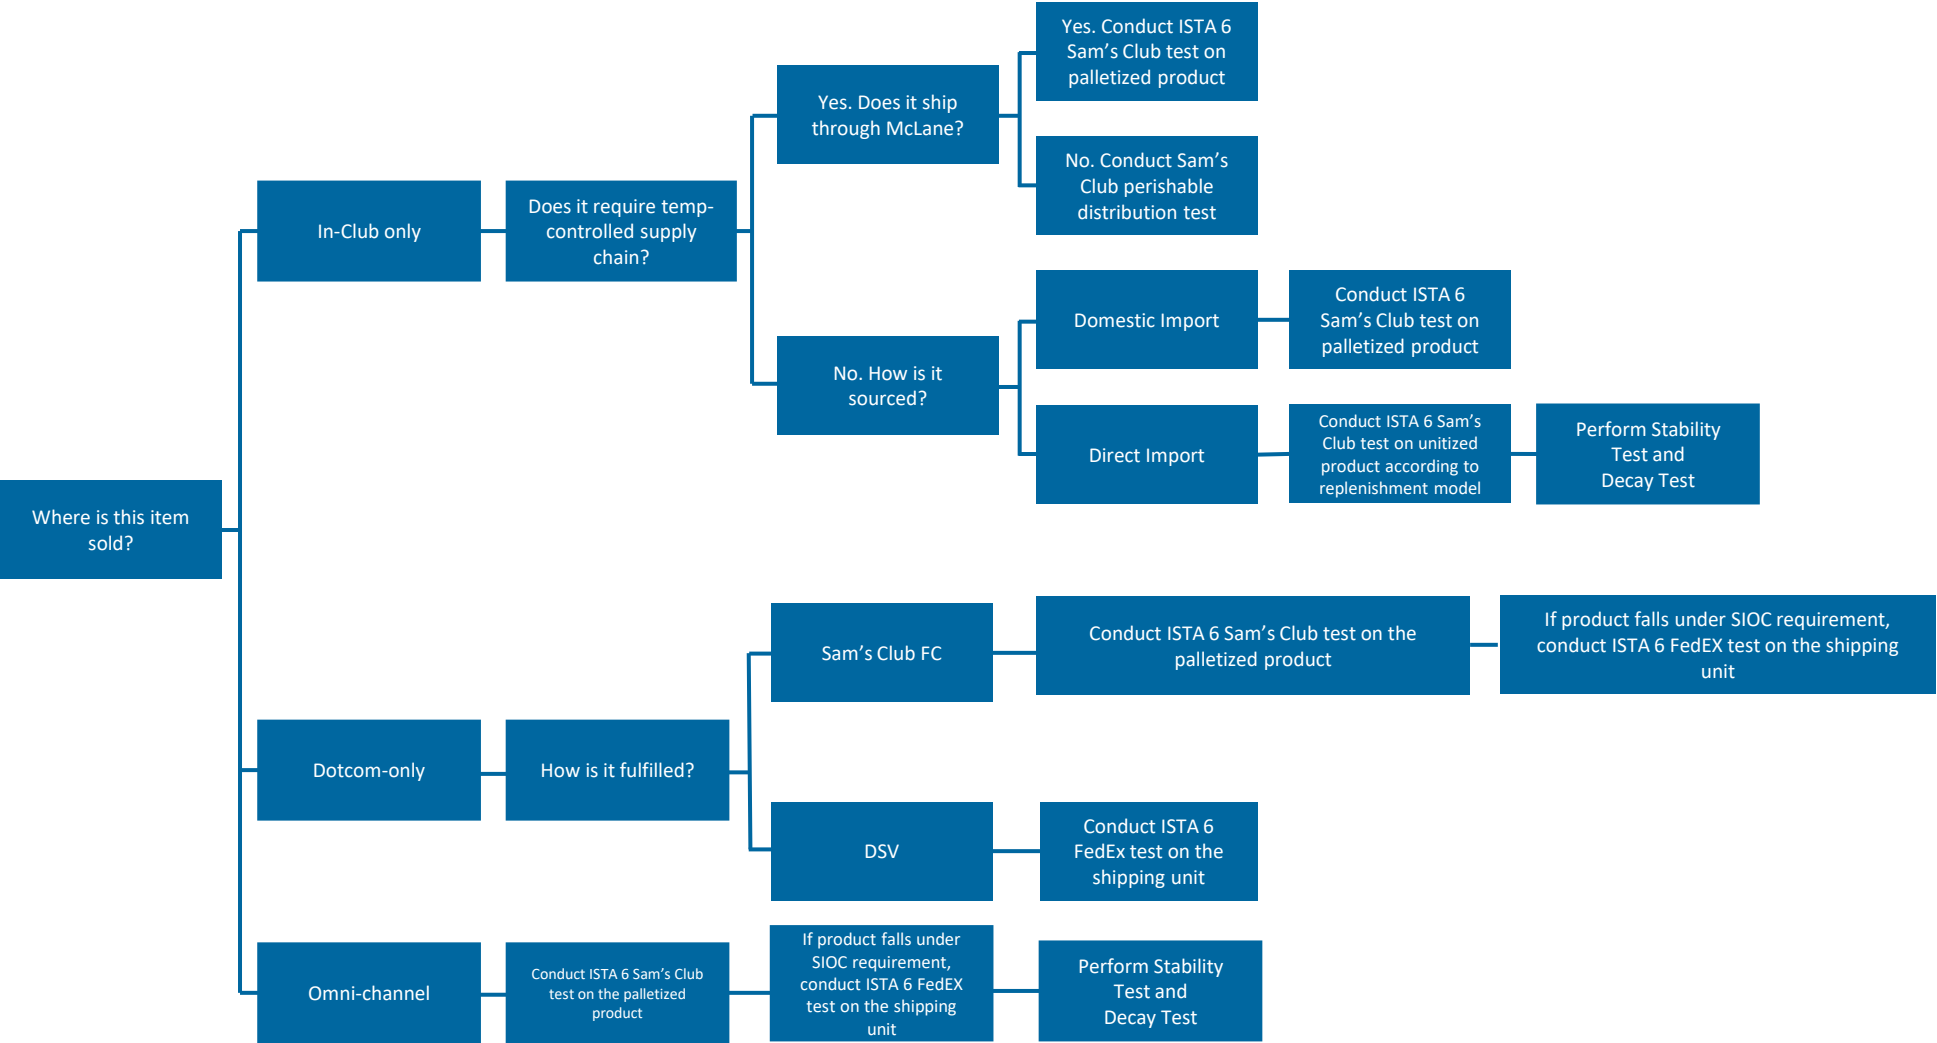 Where is this item
sold?
In-Club only
Does it require temp-
controlled supply
chain?
Yes. Does it ship
through McLane?
Yes. Conduct ISTA 6
Sam's Club test on
palletized product
No. Conduct Sam's
Club perishable
distribution test
No. How is it
sourced?
Domestic Import
Conduct ISTA 6
Sam's Club test on
palletized product
Direct Import
Conduct ISTA 6 Sam's
Club test on unitized
product according to
replenishment model
Perform Stability
Test and
Decay Test
Dotcom-only
How is it fulfilled?
Sam's Club FC
Conduct ISTA 6 Sam's Club test on the
palletized product
If product falls under SIOC requirement,
conduct ISTA 6 FedEX test on the shipping
unit
DSV
Conduct ISTA 6
FedEx test on the
shipping unit
Omni-channel
Conduct ISTA 6 Sam's Club
test on the palletized
product
If product falls under
SIOC requirement,
conduct ISTA 6 FedEX
test on the shipping
unit
Perform Stability
Test and
Decay Test